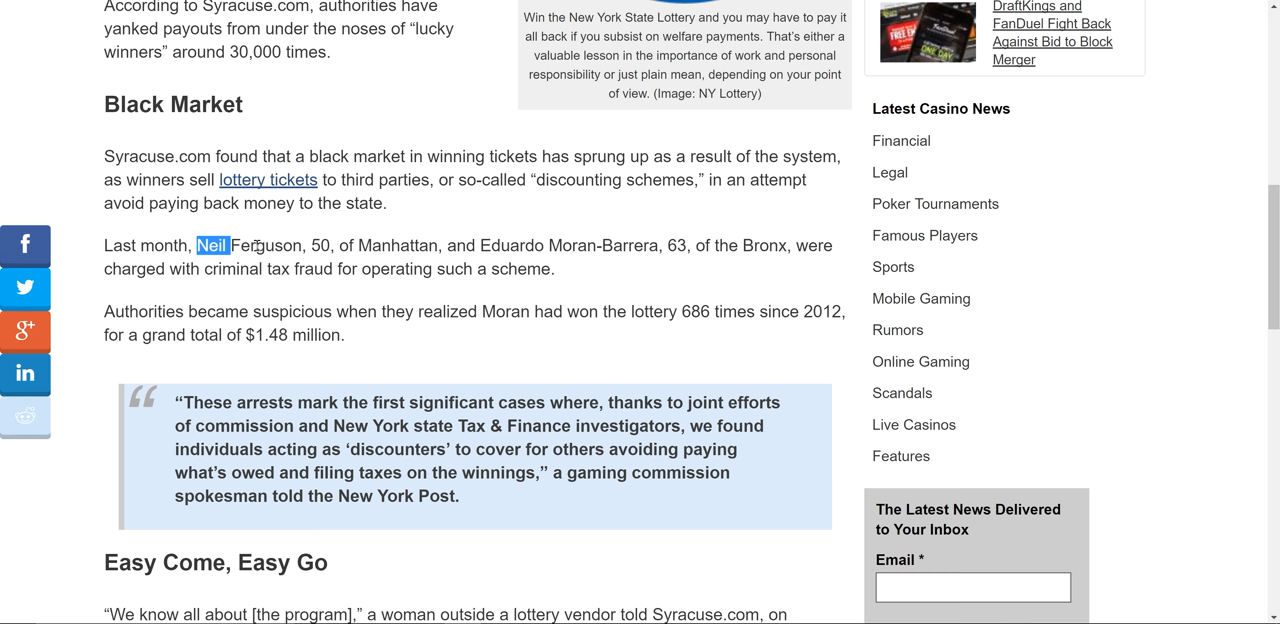 According to Syracuse.com, authorities have
yanked payouts from under the noses of “lucky
winners” around 30,000 times.
Win the New York State Lottery and you may have to pay it
all back if you subsist on welfare payments. That’s either a
valuable lesson in the importance of work and personal
responsibility or just plain mean, depending on your point
of view. (Image: NY Lottery)
Black Market
Syracuse.com found that a black market in winning tickets has sprung up as a result of the system,
as winners sell lottery tickets to third parties, or so-called “discounting schemes,” in an attempt
avoid paying back money to the state.
Last month, Neil Ferguson, 50, of Manhattan, and Eduardo Moran-Barrera, 63, of the Bronx, were
charged with criminal tax fraud for operating such a scheme.
Authorities became suspicious when they realized Moran had won the lottery 686 times since 2012,
for a grand total of $1.48 million.
“These arrests mark the first significant cases where, thanks to joint efforts
of commission and New York state Tax & Finance investigators, we found
individuals acting as ‘discounters’ to cover for others avoiding paying
what’s owed and filing taxes on the winnings,” a gaming commission
spokesman told the New York Post.
Easy Come, Easy Go
“We know all about [the program],” a woman outside a lottery vendor told Syracuse.com, on
DraftKings and
FanDuel Fight Back
Against Bid to Block
Merger
Latest Casino News
Financial
Legal
Poker Tournaments
Famous Players
Sports
Mobile Gaming
Rumors
Online Gaming
Scandals
Live Casinos
Features
The Latest News Delivered
to Your Inbox
Email *